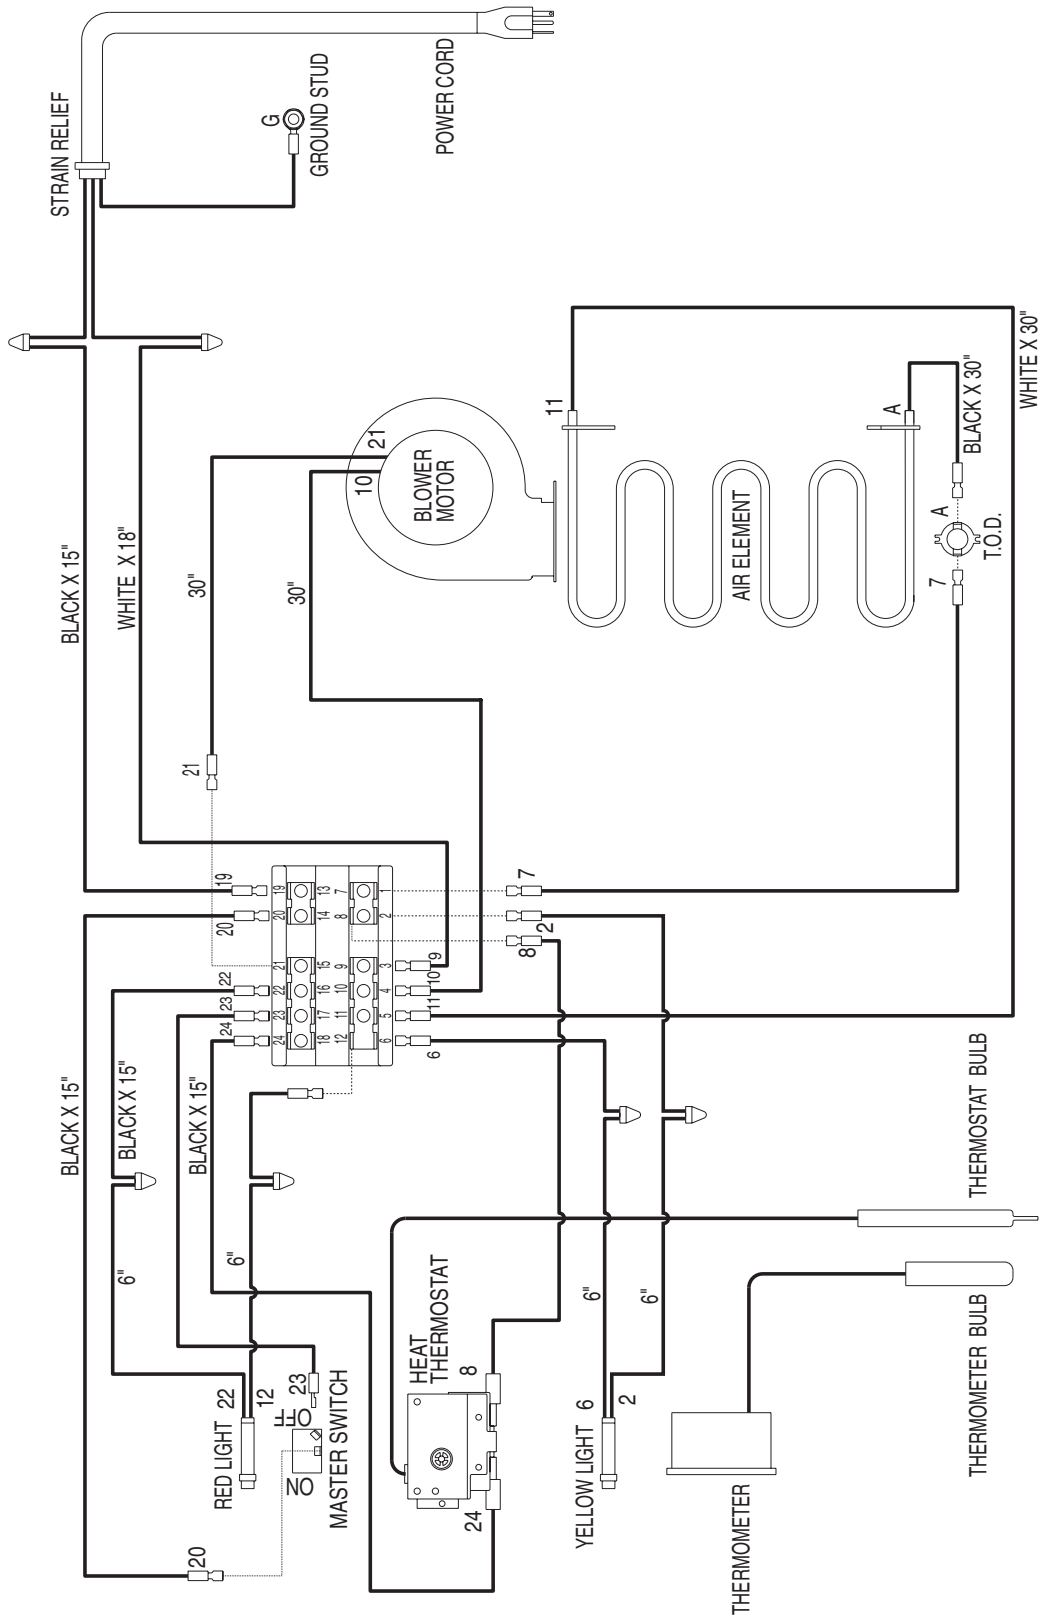 STRAIN RELIEF
G
GROUND STUD
POWER CORD
BLACK X 15"
WHITE X 18"
30"
30"
21
10
BLOWER
MOTOR
11
A
AIR ELEMENT
BLACK X 30"
WHITE X 30"
A
7
T.O.D.
21
19
20
22
23
24
19
20
21
22
23
24
13
14
15
16
17
18
7
8
9
10
11
12
1
2
3
4
5
6
7
2
8
9
10
11
6
BLACK X 15"
BLACK X 15"
BLACK X 15"
6"
6"
6"
6"
RED LIGHT
22
12
23
OFF
ON
MASTER SWITCH
20
HEAT
THERMOSTAT
8
24
YELLOW LIGHT
6
2
THERMOMETER
THERMOMETER BULB
THERMOSTAT BULB